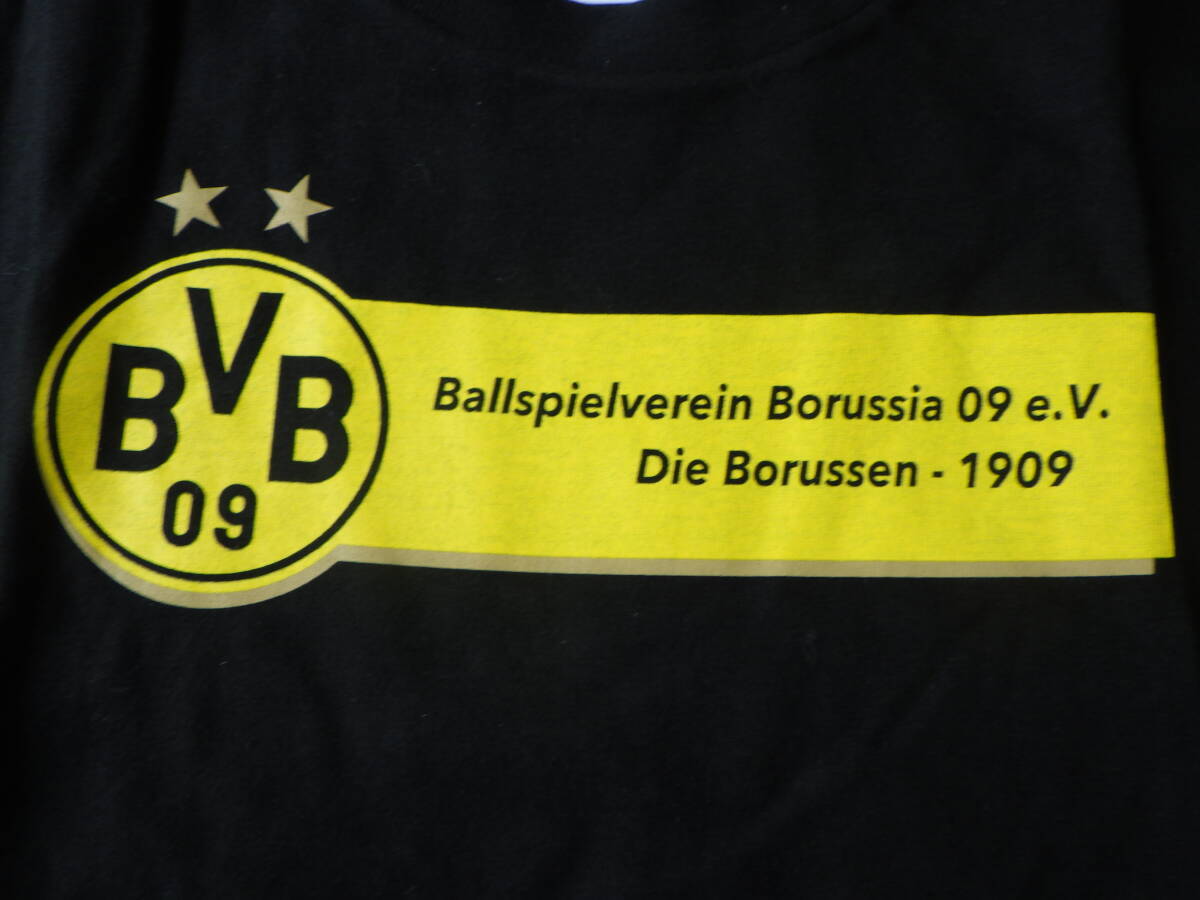 BVB
09
Ballspielverein Borussia 09 e.V.
Die Borussen - 1909